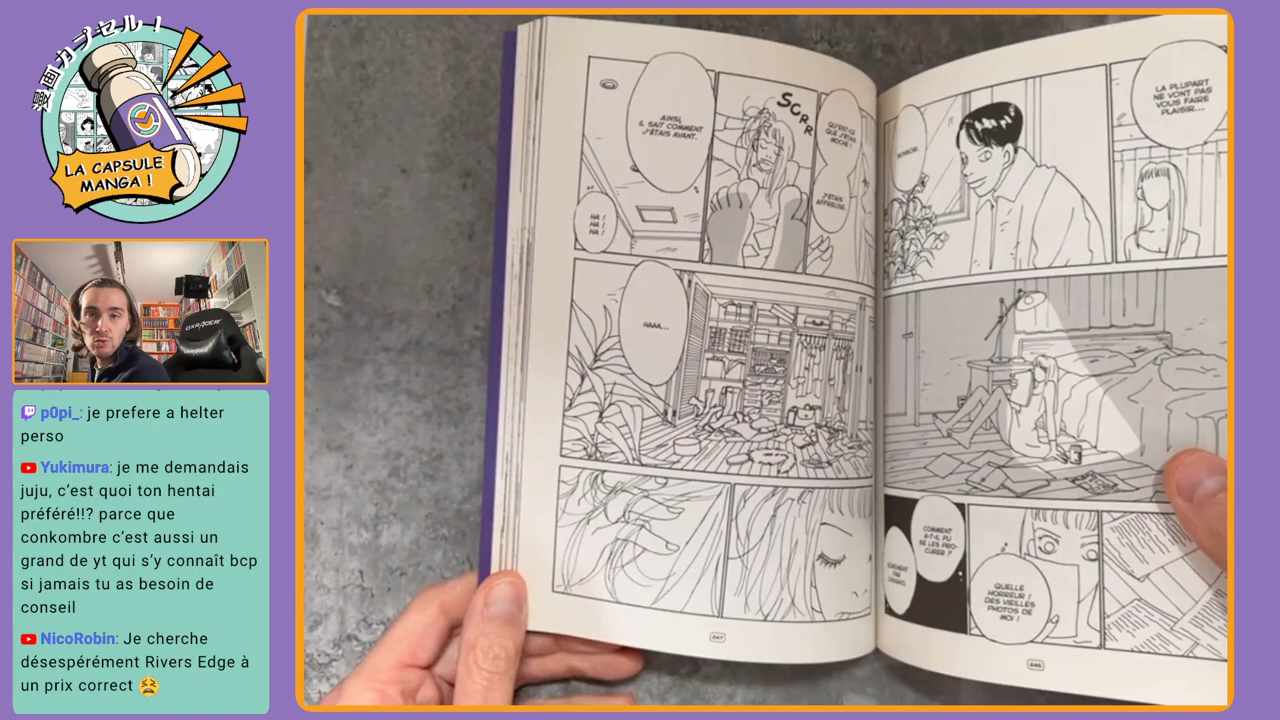 漫画カプセル!
LA CAPSULE
MANGA !
OXRACER
p0pi_: je prefere a helter
perso
Yukimura: je me demandais
juju, c’est quoi ton hentai
préféré!!? parce que
conkombre c’est aussi un
grand de yt qui s’y connaît bcp
si jamais tu as besoin de
conseil
NicoRobin: Je cherche
désespérément Rivers Edge à
un prix correct 😫
LA PLUPART
NE VONT PAS
VOUS FAIRE
PLAISIR...
BONSOIR.
COMMENT
A-T-IL PU
SE LES PRO-
CURER ?
QUELLE
HORREUR !
DES VIEILLES
PHOTOS DE
MOI !
246
QU'EST-CE
QUE J'ÉTAIS
MOCHE !
J'ÉTAIS
AFFREUSE.
SCRR
AINSI,
IL SAIT COMMENT
J'ÉTAIS AVANT.
HA !
HA !
HA !
HAAA...
247